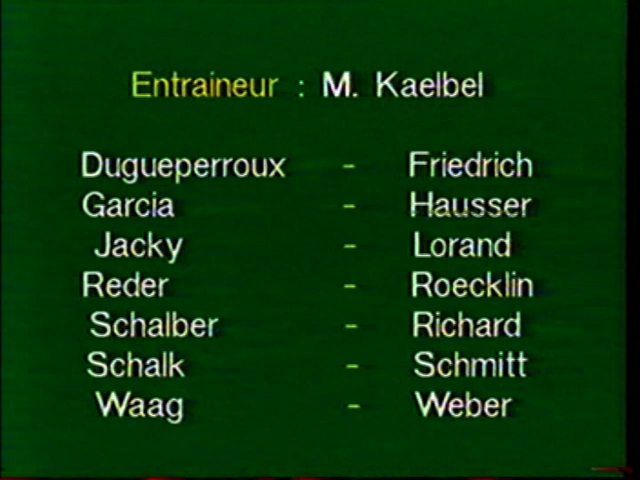 Entraineur : M. Kaelbel
Dugueperroux - Friedrich
Garcia - Hausser
Jacky - Lorand
Reder - Roecklin
Schalber - Richard
Schalk - Schmitt
Waag - Weber